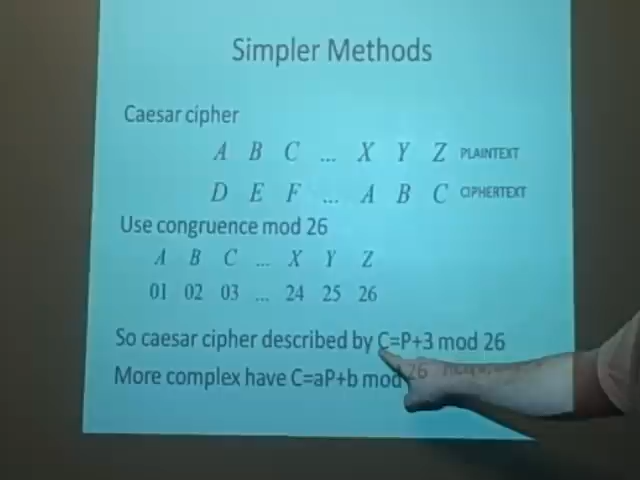 Simpler Methods
Caesar cipher
A B C ... X Y Z PLAINTEXT
D E F ... A B C CIPHERTEXT
Use congruence mod 26
A B C ... X Y Z
01 02 03 ... 24 25 26
So caesar cipher described by C=P+3 mod 26
More complex have C=aP+b mod 26